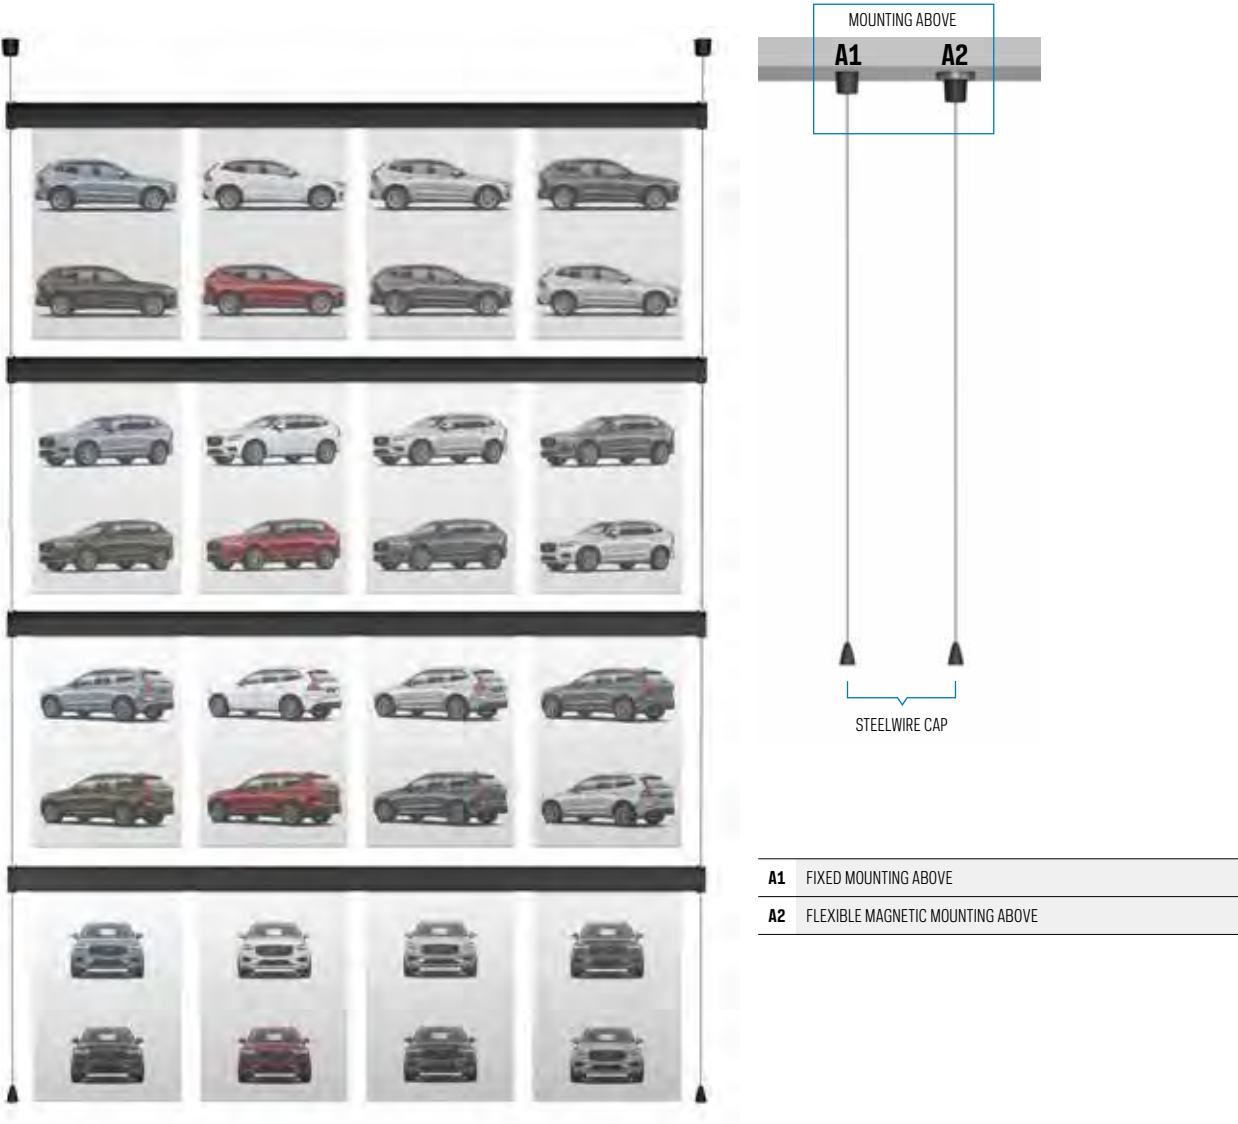 MOUNTING ABOVE
A1 A2
STEELWIRE CAP
A1 FIXED MOUNTING ABOVE
A2 FLEXIBLE MAGNETIC MOUNTING ABOVE